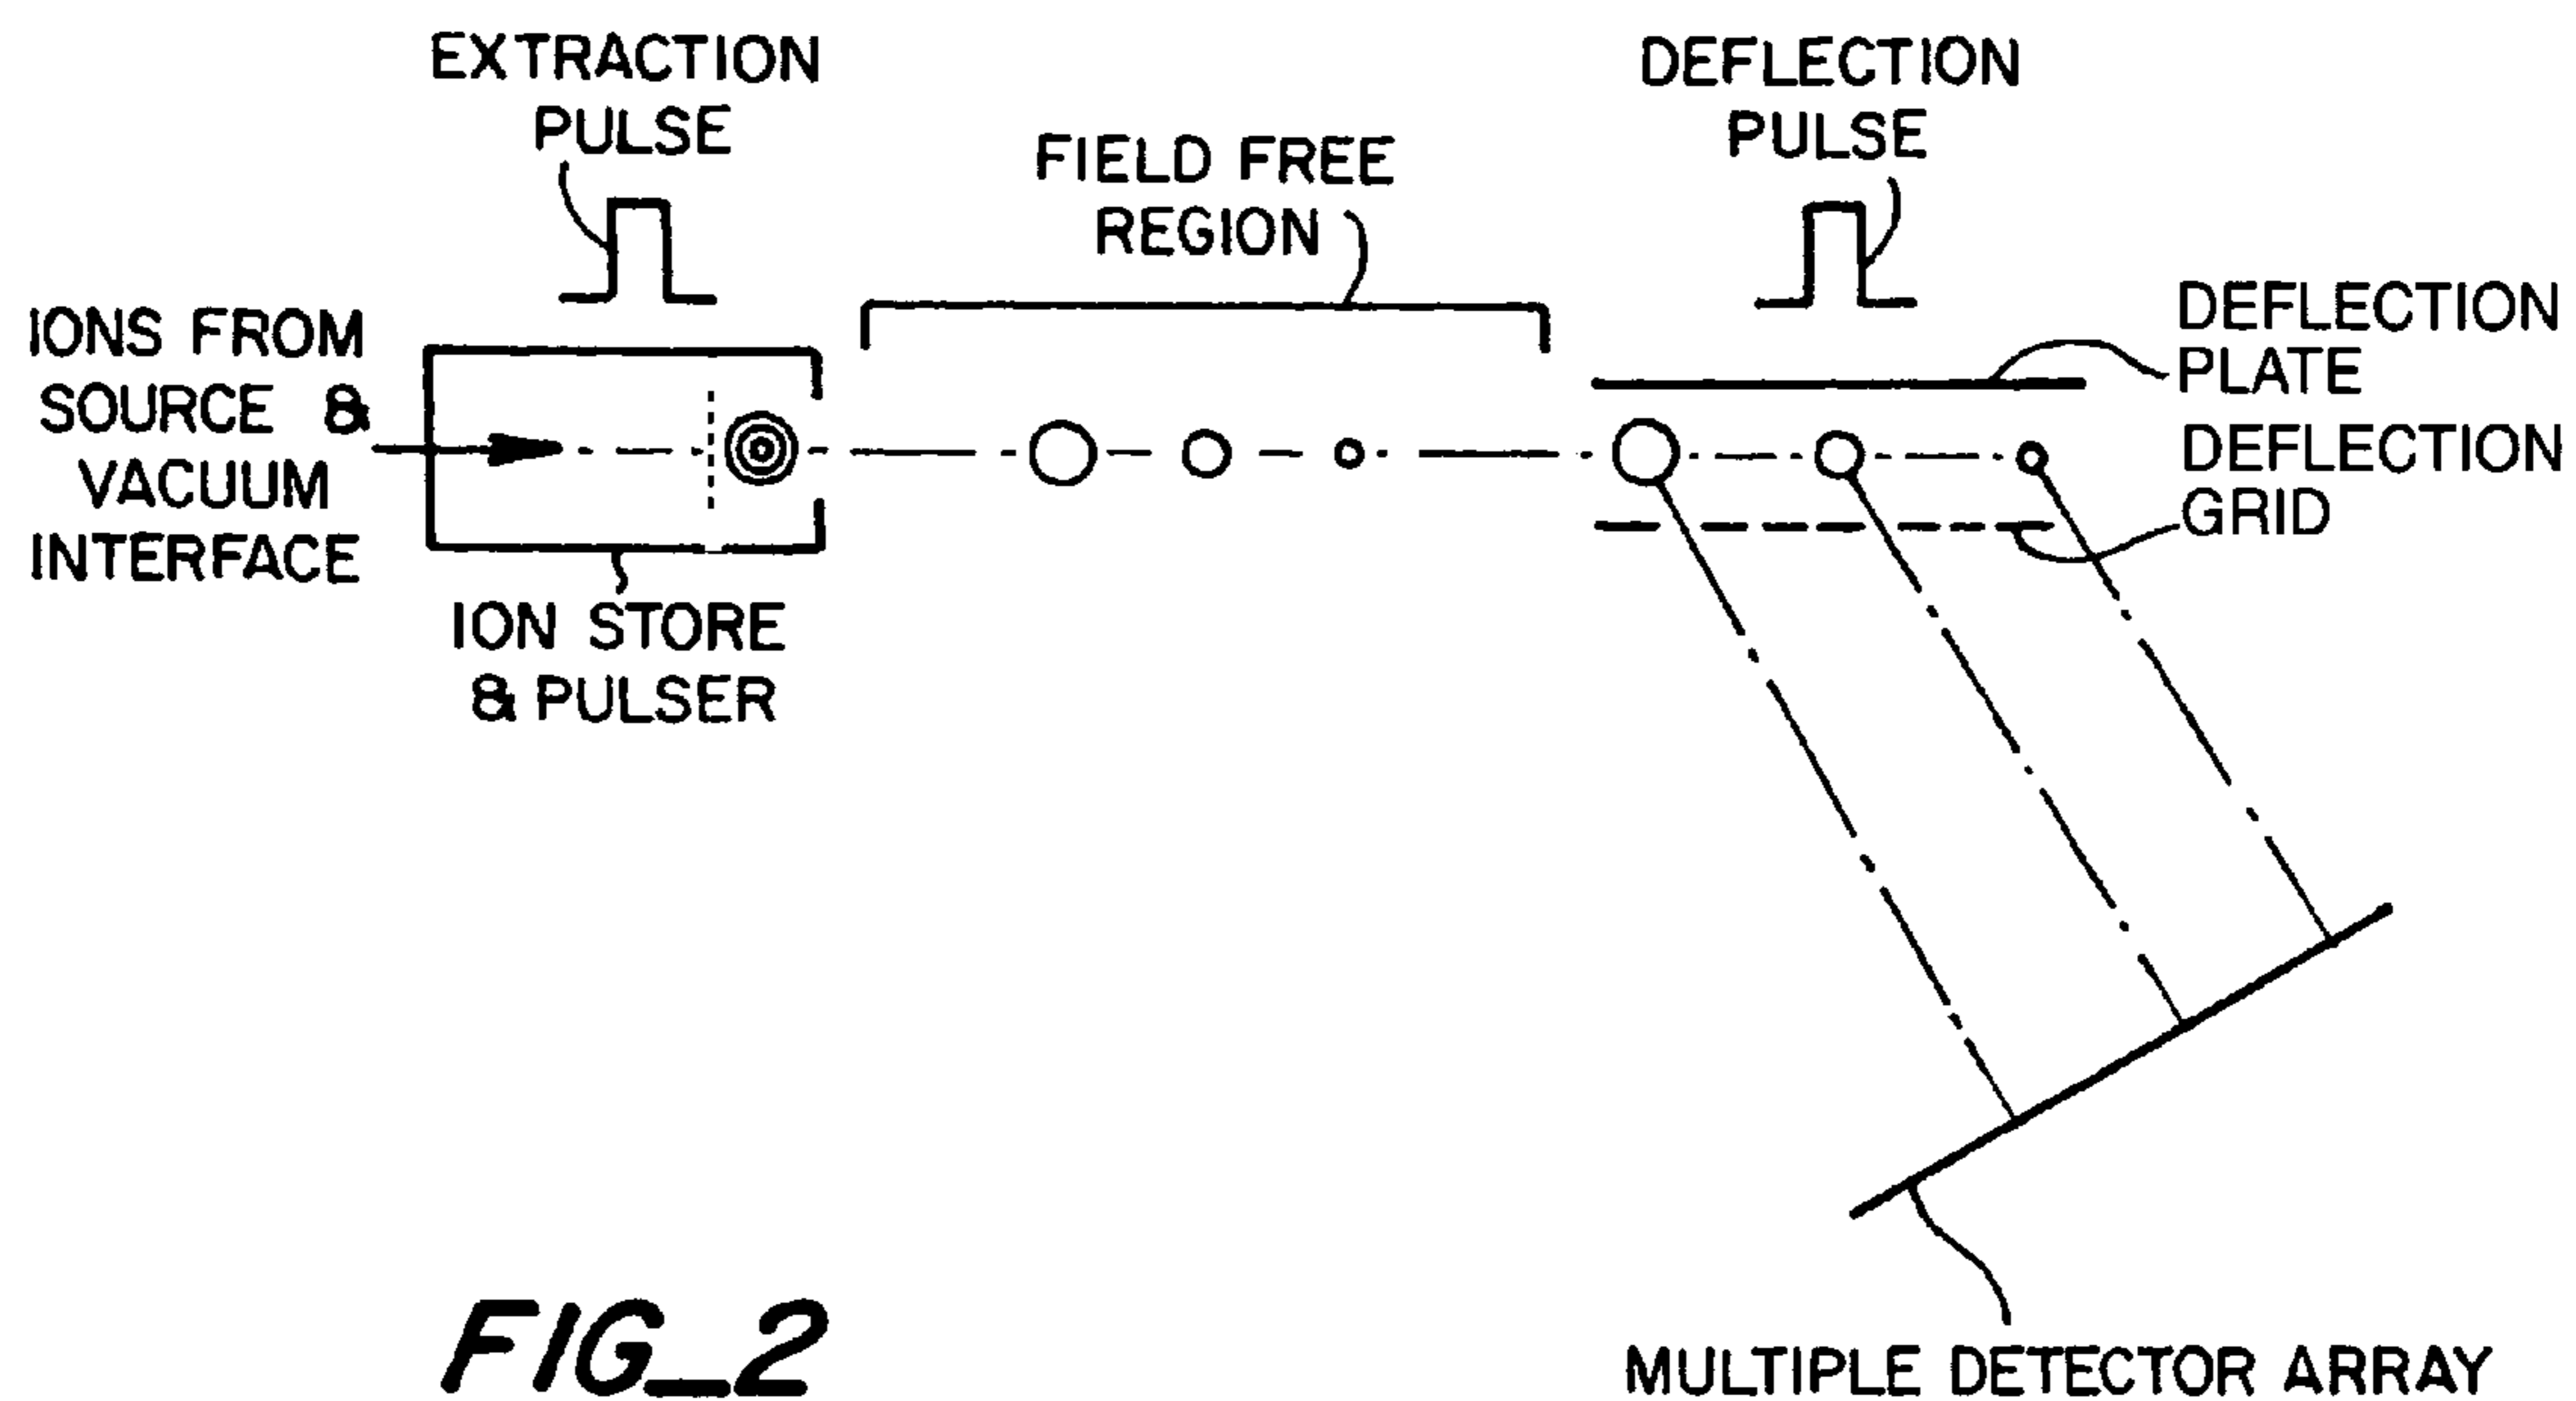 EXTRACTION
PULSE
DEFLECTION
PULSE
FIELD FREE
REGION
IONS FROM
SOURCE &
VACUUM
INTERFACE
DEFLECTION
PLATE
DEFLECTION
GRID
ION STORE
& PULSER
MULTIPLE DETECTOR ARRAY
FIG_2